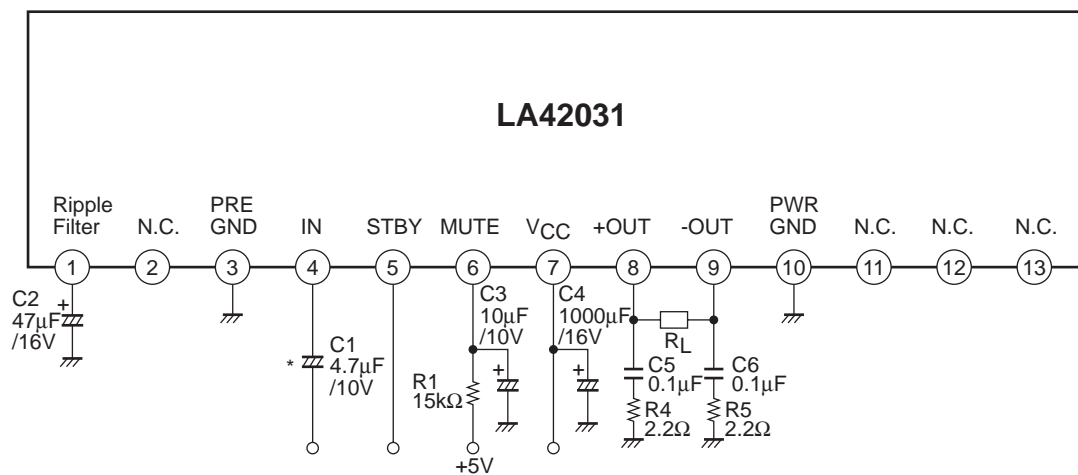 LA42031
Ripple
Filter
N.C.
PRE
GND
IN
STBY
MUTE
VCC
+OUT
-OUT
PWR
GND
N.C.
N.C.
N.C.
1
2
3
4
5
6
7
8
9
10
11
12
13
C2
47μF
/16V
+
*
C1
4.7μF
/10V
C3
10μF
/10V
+
R1
15kΩ
+5V
C4
1000μF
/16V
+
RL
C5
0.1μF
R4
2.2Ω
C6
0.1μF
R5
2.2Ω